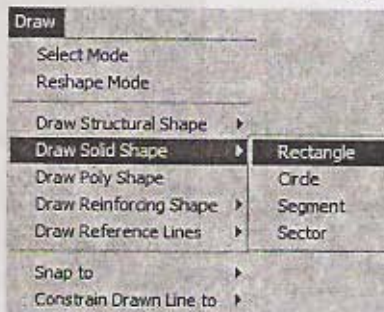 Draw
Select Mode
Reshape Mode
Draw Structural Shape
Draw Solid Shape
Rectangle
Draw Poly Shape
Circle
Draw Reinforcing Shape
Segment
Draw Reference Lines
Sector
Snap to
Constrain Drawn Line to